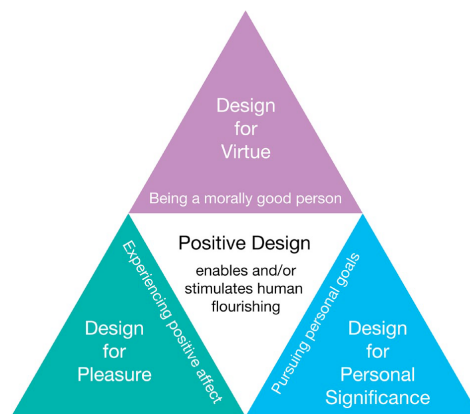 Design
for
Virtue
Being a morally good person
Positive Design
enables and/or
stimulates human
flourishing
Experiencing positive affect
Pursuing personal goals
Design
for
Pleasure
Design
for
Personal
Significance